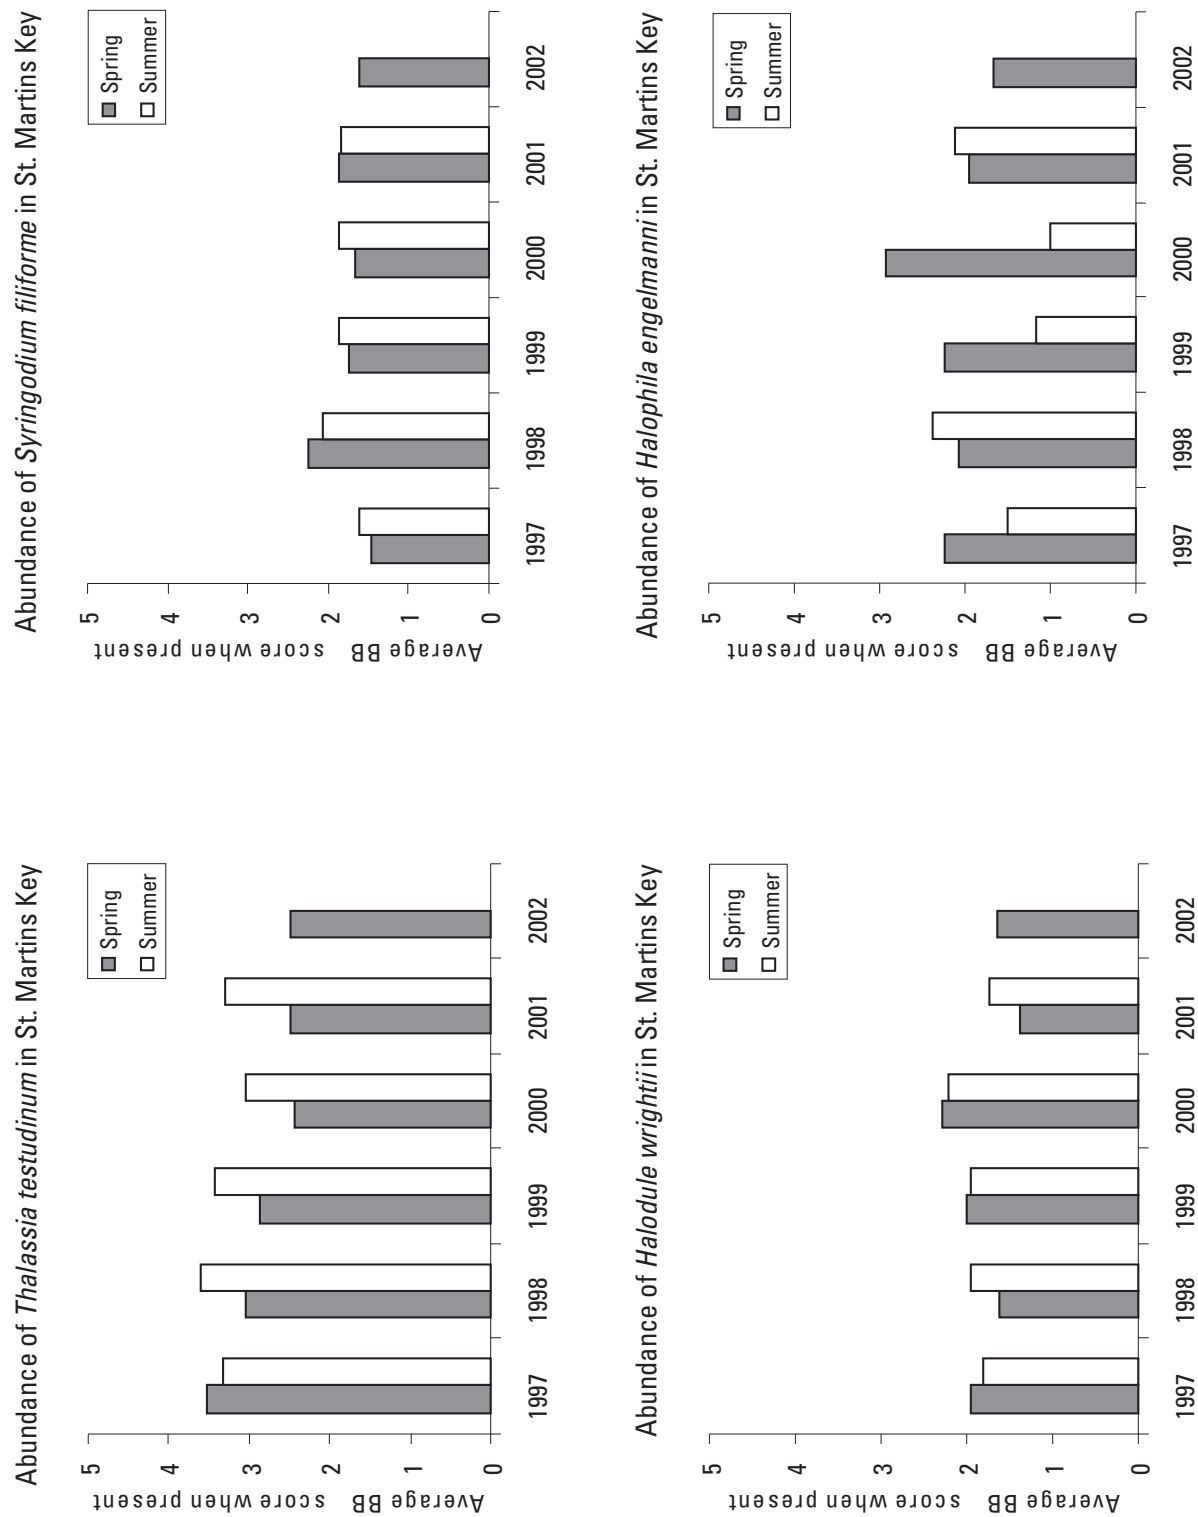 Abundance of Thalassia testudinum in St. Martins Key
Spring
Summer
Average BB
score when present
5
4
3
2
1
0
1997 1998 1999 2000 2001 2002
Abundance of Syringodium filiforme in St. Martins Key
Spring
Summer
Average BB
score when present
5
4
3
2
1
0
1997 1998 1999 2000 2001 2002
Abundance of Halodule wrightii in St. Martins Key
Spring
Summer
Average BB
score when present
5
4
3
2
1
0
1997 1998 1999 2000 2001 2002
Abundance of Halophila engelmanni in St. Martins Key
Spring
Summer
Average BB
score when present
5
4
3
2
1
0
1997 1998 1999 2000 2001 2002